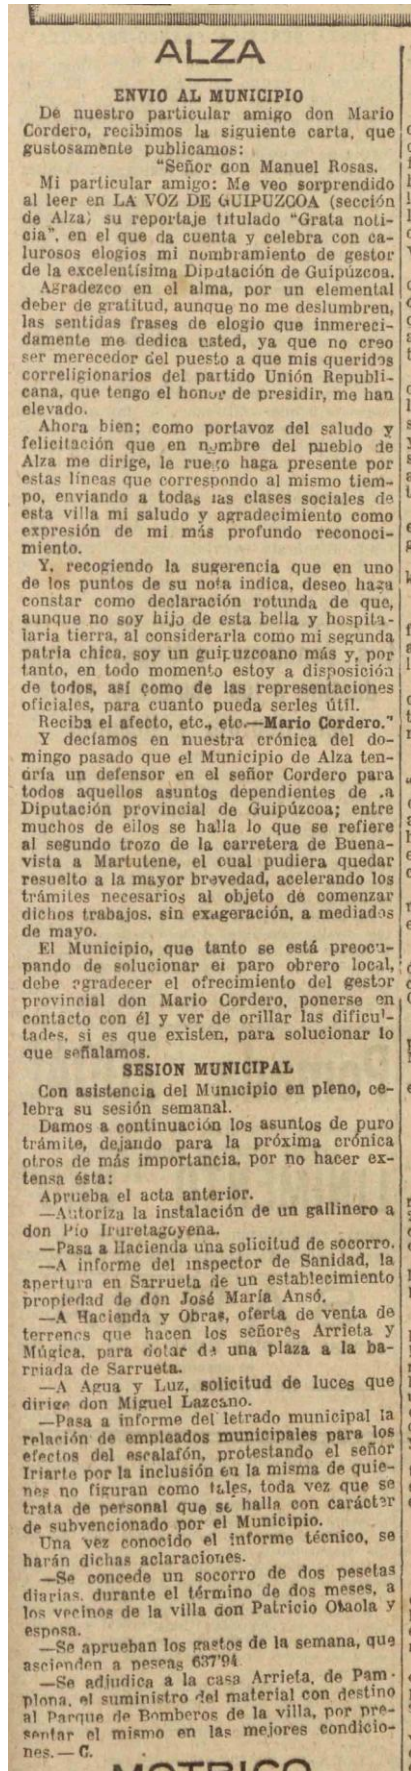 ALZA
ENVIO AL MUNICIPIO
De nuestro particular amigo don Mario
Cordero, recibimos la siguiente carta, que
gustosamente publicamos:
"Señor don Manuel Rosas.
Mi particular amigo: Me veo sorprendido
al leer en LA VOZ DE GUIPUZCOA (sección
de Alza) su reportaje titulado "Grata noti-
cia", en el que da cuenta y celebra con ca-
lurosos elogios mi nombramiento de gestor
de la excelentísima Diputación de Guipúzcoa.
Agradezco en el alma, por un elemental
deber de gratitud, aunque no me deslumbren,
las sentidas frases de elogio que inmereci-
damente me dedica usted, ya que no creo
ser merecedor del puesto a que mis queridos
correligionarios del partido Unión Republi-
cana, que tengo el honor de presidir, me han
elevado.
Ahora bien; como portavoz del saludo y
felicitación que en nombre del pueblo de
Alza me dirige, le ruego haga presente por
estas líneas que correspondo al mismo tiem-
po, enviando a todas las clases sociales de
esta villa mi saludo y agradecimiento como
expresión de mi más profundo reconoci-
miento.
Y, recogiendo la sugerencia que en uno
de los puntos de su nota indica, deseo haga
constar como declaración rotunda de que,
aunque no soy hijo de esta bella y hospita-
laria tierra, al considerarla como mi segunda
patria chica, soy un guipuzcoano más y, por
tanto, en todo momento estoy a disposición
de todos, así como de las representaciones
oficiales, para cuanto pueda serles útil.
Reciba el afecto, etc., etc.—Mario Cordero."
Y decíamos en nuestra crónica del do-
mingo pasado que el Municipio de Alza ten-
dría un defensor en el señor Cordero para
todos aquellos asuntos dependientes de la
Diputación provincial de Guipúzcoa; entre
muchos de ellos se halla lo que se refiere
al segundo trozo de la carretera de Buena-
vista a Martutene, el cual pudiera quedar
resuelto a la mayor brevedad, acelerando los
trámites necesarios al objeto de comenzar
dichos trabajos, sin exageración, a mediados
de mayo.
El Municipio, que tanto se está preocu-
pando de solucionar el paro obrero local,
debe agradecer el ofrecimiento del gestor
provincial don Mario Cordero, ponerse en
contacto con él y ver de orillar las dificul-
tades, si es que existen, para solucionar lo
que señalamos.
SESION MUNICIPAL
Con asistencia del Municipio en pleno, ce-
lebra su sesión semanal.
Damos a continuación los asuntos de puro
trámite, dejando para la próxima crónica
otros de más importancia, por no hacer ex-
tensa ésta:
Aprueba el acta anterior.
—Autoriza la instalación de un gallinero a
don Pío Iruretagoyena.
—Pasa a Hacienda una solicitud de socorro.
—A informe del inspector de Sanidad, la
apertura en Sarrueta de un establecimiento
propiedad de don José María Ansó.
—A Hacienda y Obras, oferta de venta de
terrenos que hacen los señores Arrieta y
Múgica, para dotar de una plaza a la ba-
rriada de Sarrueta.
—A Agua y Luz, solicitud de luces que
dirige don Miguel Lazcano.
—Pasa a informe del letrado municipal la
relación de empleados municipales para los
efectos del escalafón, protestando el señor
Iriarte por la inclusión en la misma de quie-
nes no figuran como tales, toda vez que se
trata de personal que se halla con carácter
de subvencionado por el Municipio.
Una vez conocido el informe técnico, se
harán dichas aclaraciones.
—Se concede un socorro de dos pesetas
diarias, durante el término de dos meses, a
los vecinos de la villa don Patricio Otaola y
esposa.
—Se aprueban los gastos de la semana, que
ascienden a peseas 637'94
—Se adjudica a la casa Arrieta, de Pam-
plona, el suministro del material con destino
al Parque de Bomberos de la villa, por pre-
sentar el mismo en las mejores condicio-
nes.—C.
MOTRICO